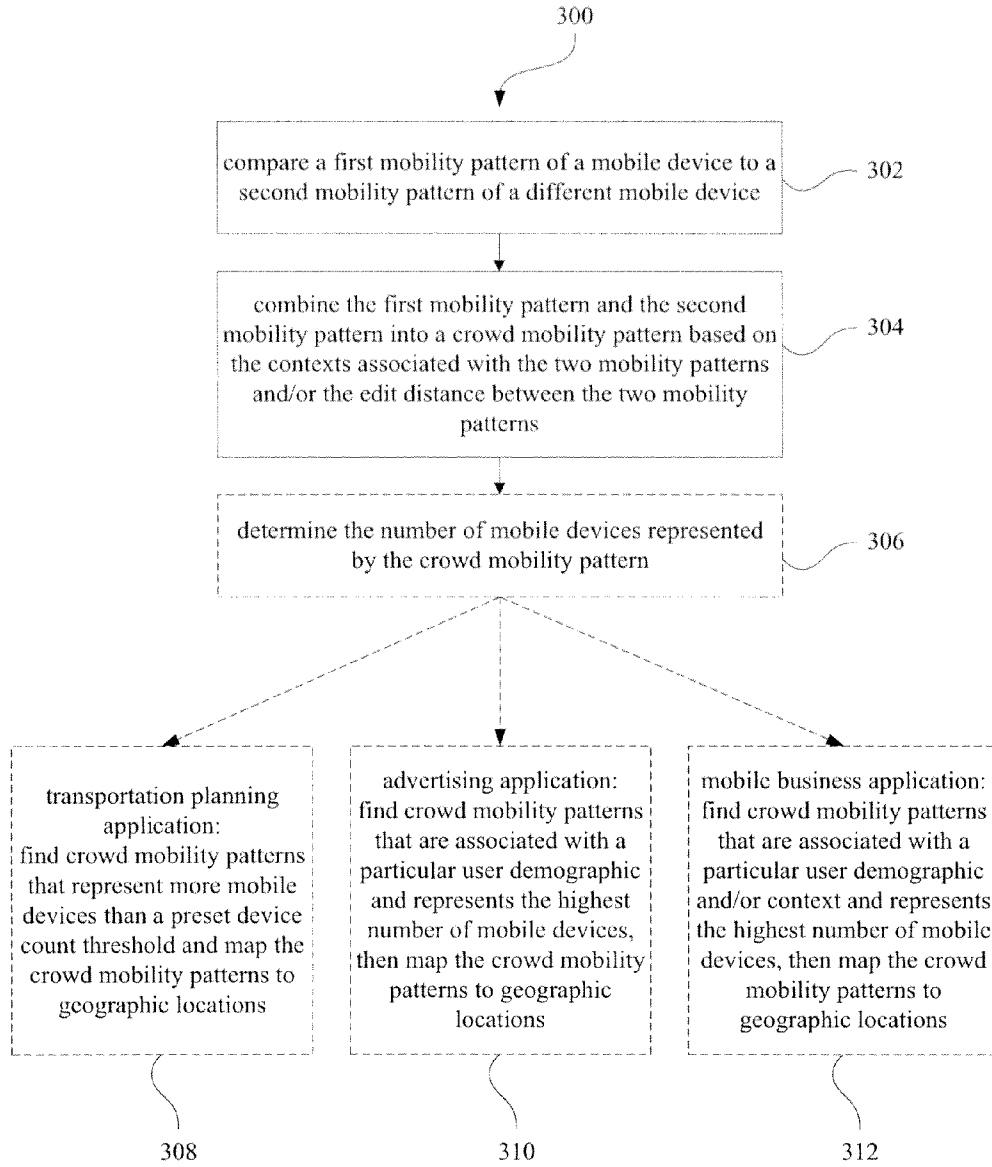 300
compare a first mobility pattern of a mobile device to a
second mobility pattern of a different mobile device
302
combine the first mobility pattern and the second
mobility pattern into a crowd mobility pattern based on
the contexts associated with the two mobility patterns
and/or the edit distance between the two mobility
patterns
304
determine the number of mobile devices represented
by the crowd mobility pattern
306
transportation planning
application:
find crowd mobility patterns
that represent more mobile
devices than a preset device
count threshold and map the
crowd mobility patterns to
geographic locations
308
advertising application:
find crowd mobility patterns
that are associated with a
particular user demographic
and represents the highest
number of mobile devices,
then map the crowd mobility
patterns to geographic
locations
310
mobile business application:
find crowd mobility patterns
that are associated with a
particular user demographic
and/or context and represents
the highest number of mobile
devices, then map the crowd
mobility patterns to
geographic locations
312